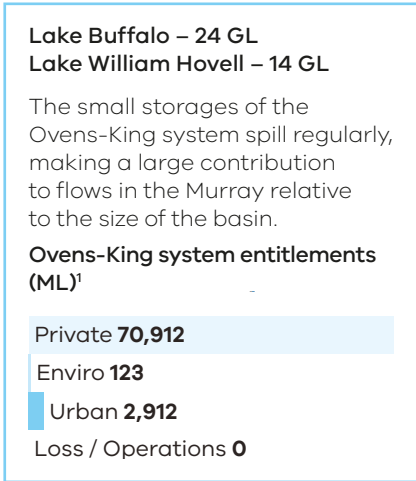 Lake Buffalo – 24 GL
Lake William Hovell – 14 GL
The small storages of the
Ovens-King system spill regularly,
making a large contribution
to flows in the Murray relative
to the size of the basin.
Ovens-King system entitlements
(ML)¹
Private 70,912
Enviro 123
Urban 2,912
Loss / Operations 0